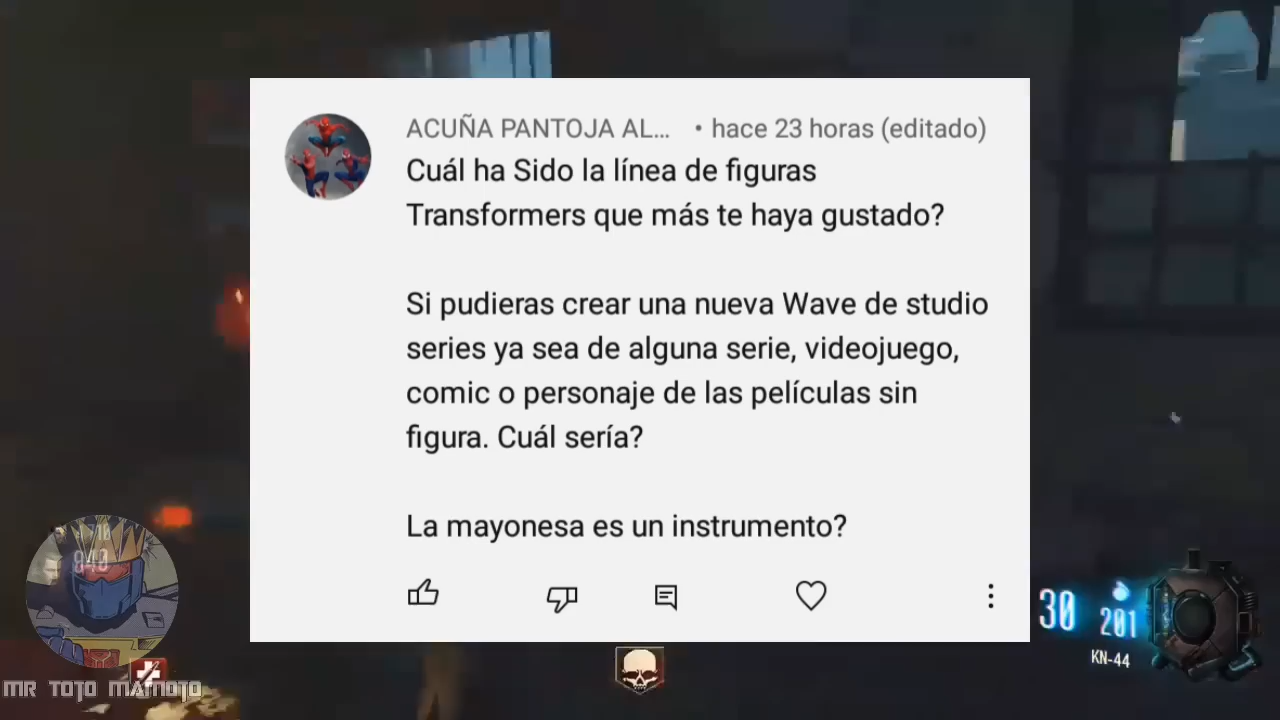 ACUÑA PANTOJA AL... • hace 23 horas (editado)
Cuál ha Sido la línea de figuras
Transformers que más te haya gustado?
Si pudieras crear una nueva Wave de studio
series ya sea de alguna serie, videojuego,
comic o personaje de las películas sin
figura. Cuál sería?
La mayonesa es un instrumento?
30
201
KN-44
840
MR TOTO MAMOTO